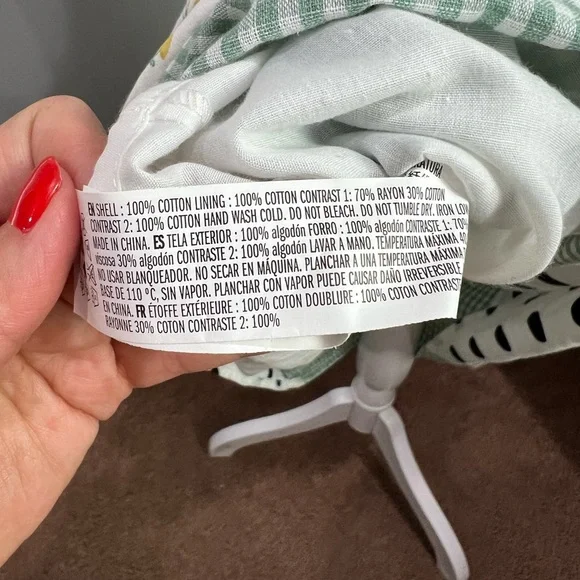 EN SHELL : 100% COTTON LINING : 100% COTTON CONTRAST 1: 70% RAYON 30% COTTON
CONTRAST 2: 100% COTTON HAND WASH COLD. DO NOT BLEACH. DO NOT TUMBLE DRY. IRON LOW
MADE IN CHINA. ES TELA EXTERIOR : 100% algodón FORRO : 100% algodón CONTRASTE 1: 70%
viscosa 30% algodón CONTRASTE 2: 100% algodón LAVAR A MANO. TEMPERATURA MÁXIMA 40
NO USAR BLANQUEADOR. NO SECAR EN MÁQUINA. PLANCHAR A UNA TEMPERATURA MÁXIMA
BASE DE 110 °C, SIN VAPOR. PLANCHAR CON VAPOR PUEDE CAUSAR DAÑO IRREVERSIBLE
EN CHINA. FR ÉTOFFE EXTÉRIEURE : 100% COTON DOUBLURE : 100% COTON CONTRASTE
RAYONNE 30% COTON CONTRASTE 2: 100%